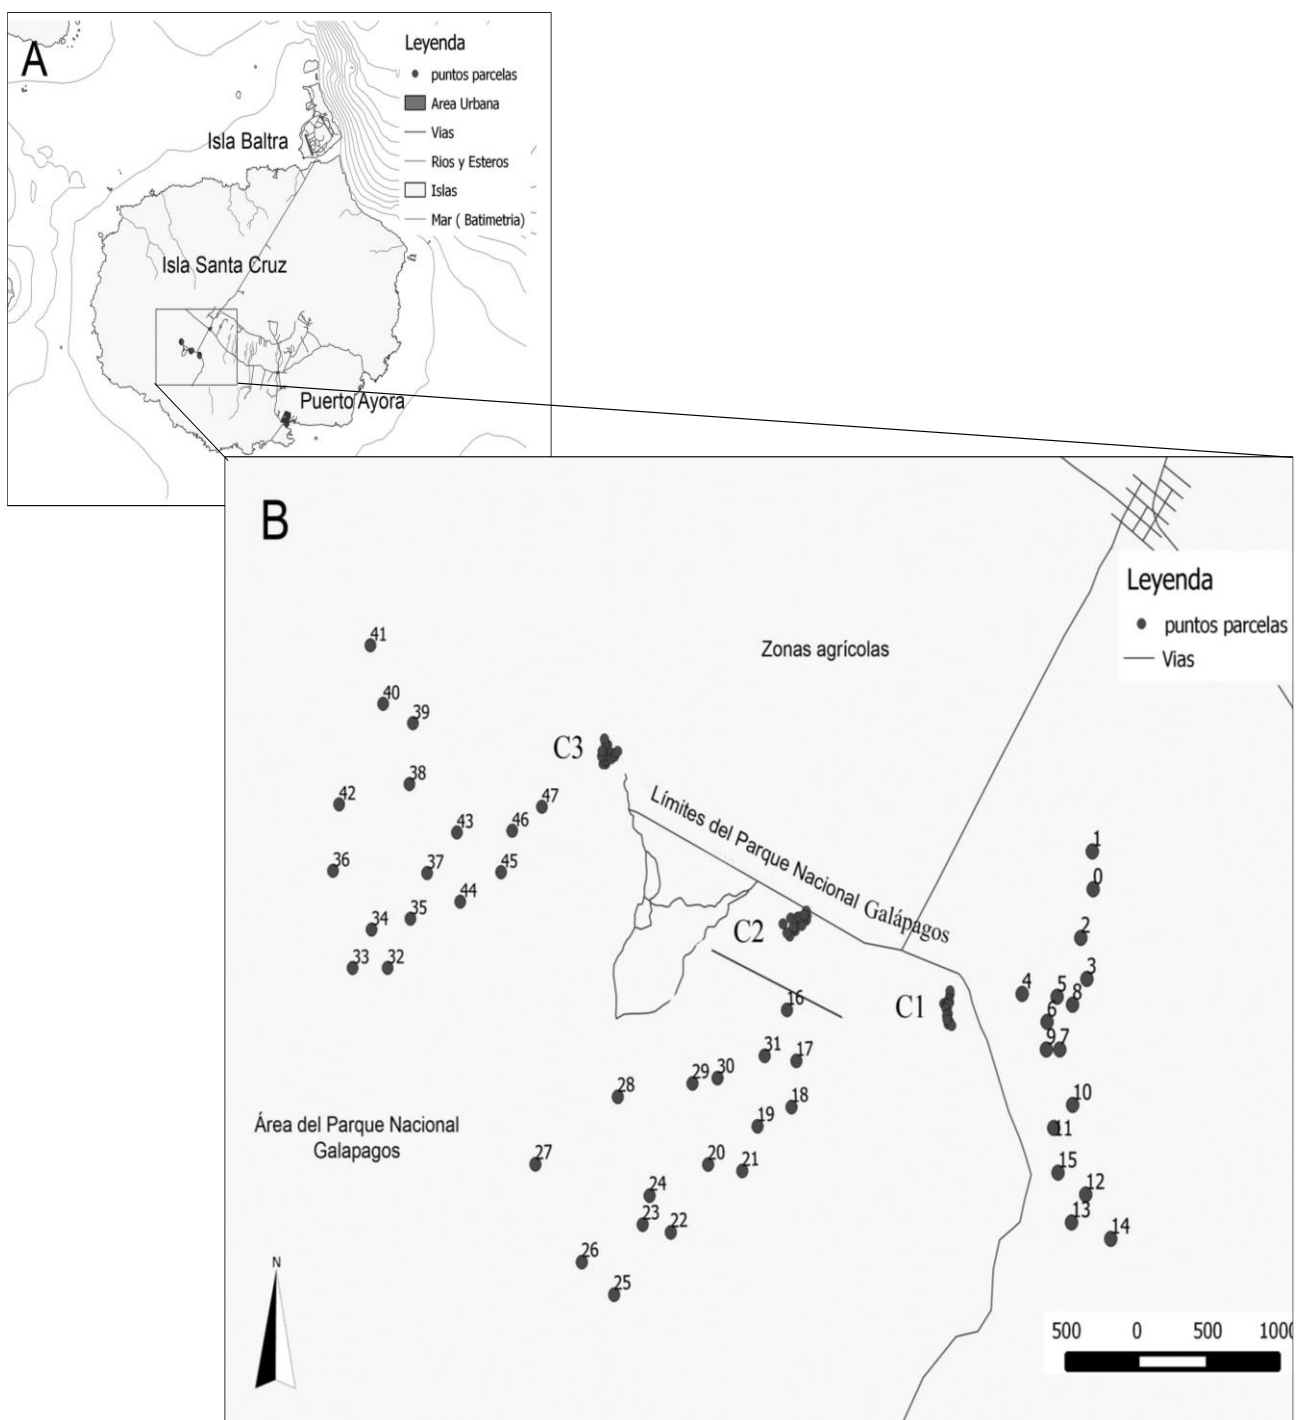 A
Leyenda
puntos parcelas
Area Urbana
Vias
Rios y Esteros
Islas
Mar ( Batimetria)
Isla Baltra
Isla Santa Cruz
Puerto Ayora
B
Leyenda
puntos parcelas
Vias
Zonas agrícolas
41
40
39
38
42
43
46
47
36
37
45
44
35
34
33
32
C3
Límites del Parque Nacional Galápagos
C2
C1
1
0
2
3
4
5
8
6
9
7
10
11
15
12
13
14
16
31
17
30
29
28
18
19
20
21
27
24
23
22
26
25
Área del Parque Nacional
Galapagos
N
500 0 500 1000